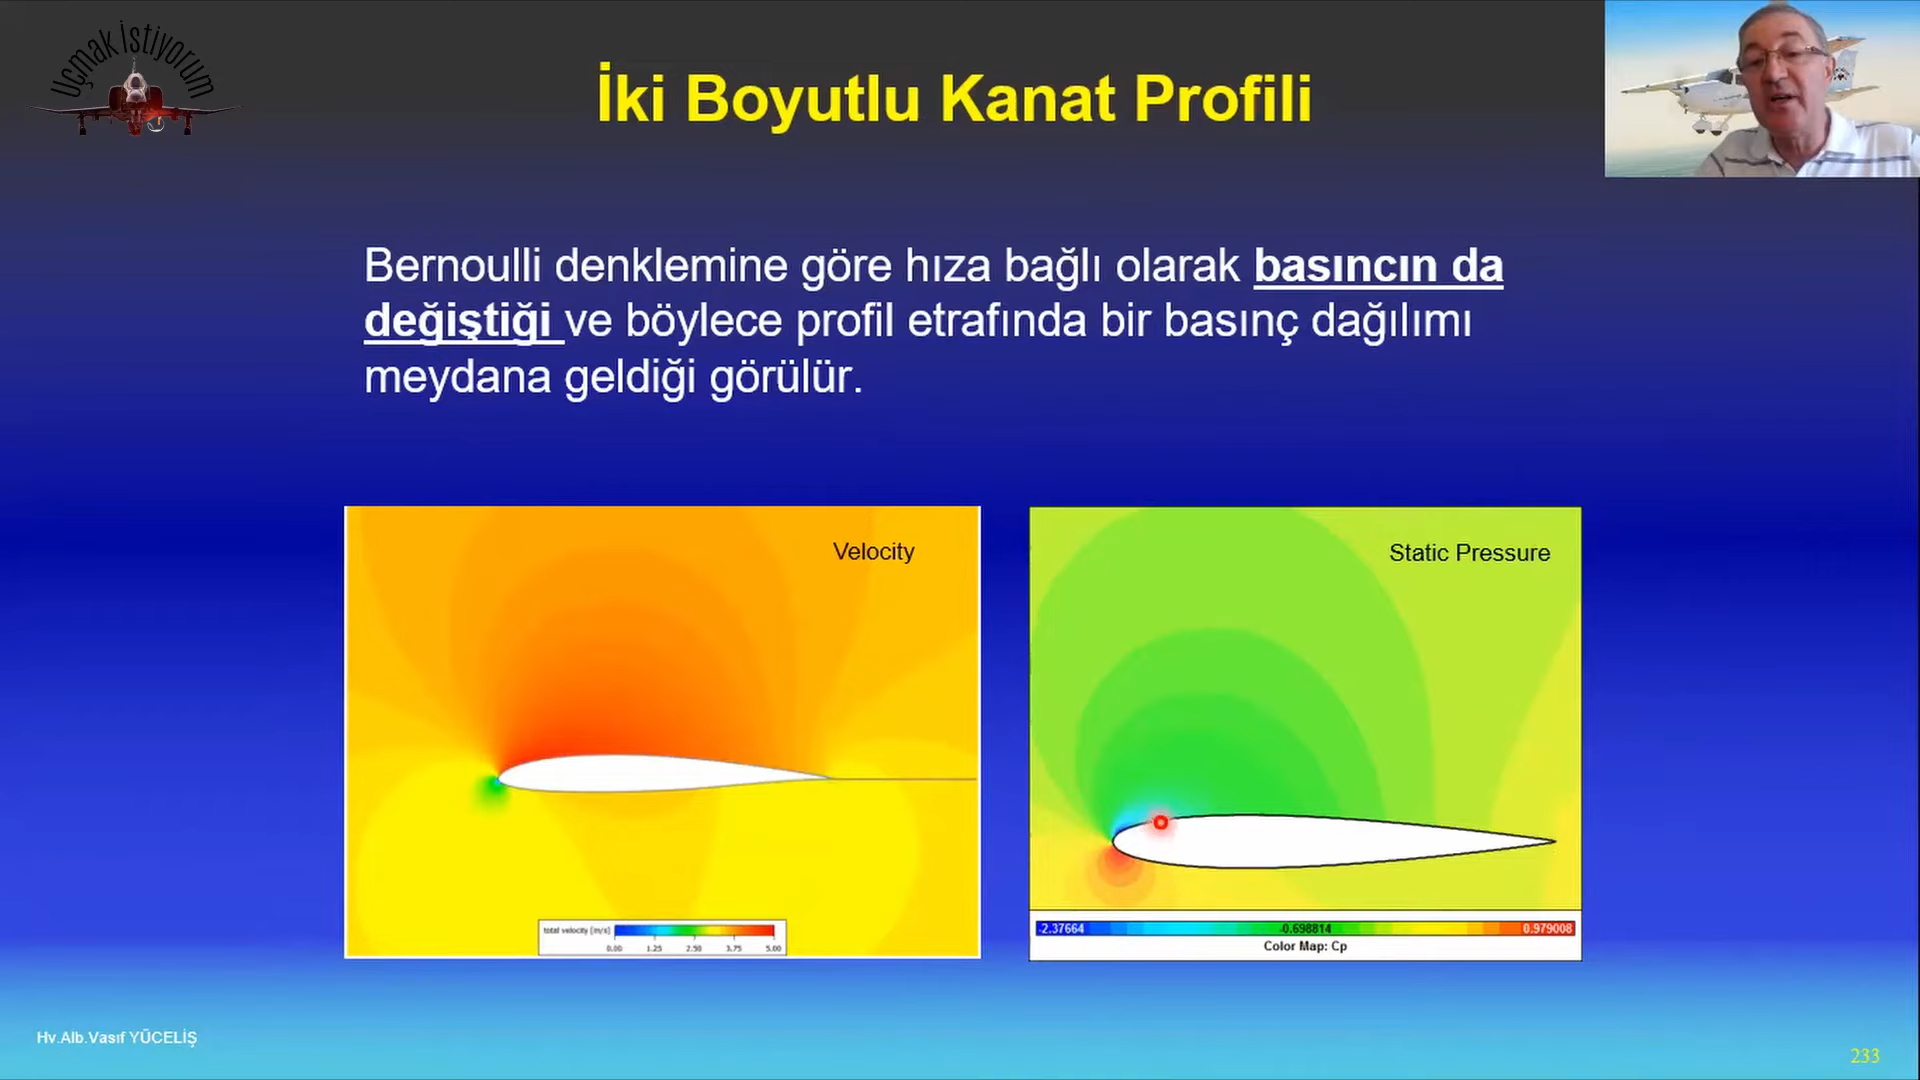 Uçmak İstiyorum
İki Boyutlu Kanat Profili
Bernoulli denklemine göre hıza bağlı olarak basıncın da
değiştiği ve böylece profil etrafında bir basınç dağılımı
meydana geldiği görülür.
Velocity
total velocity [m/s]
0.00 1.25 2.50 3.75 5.00
Static Pressure
-2.37664 -0.698814 0.979008
Color Map: Cp
Hv.Alb.Vasıf YÜCELİŞ
233